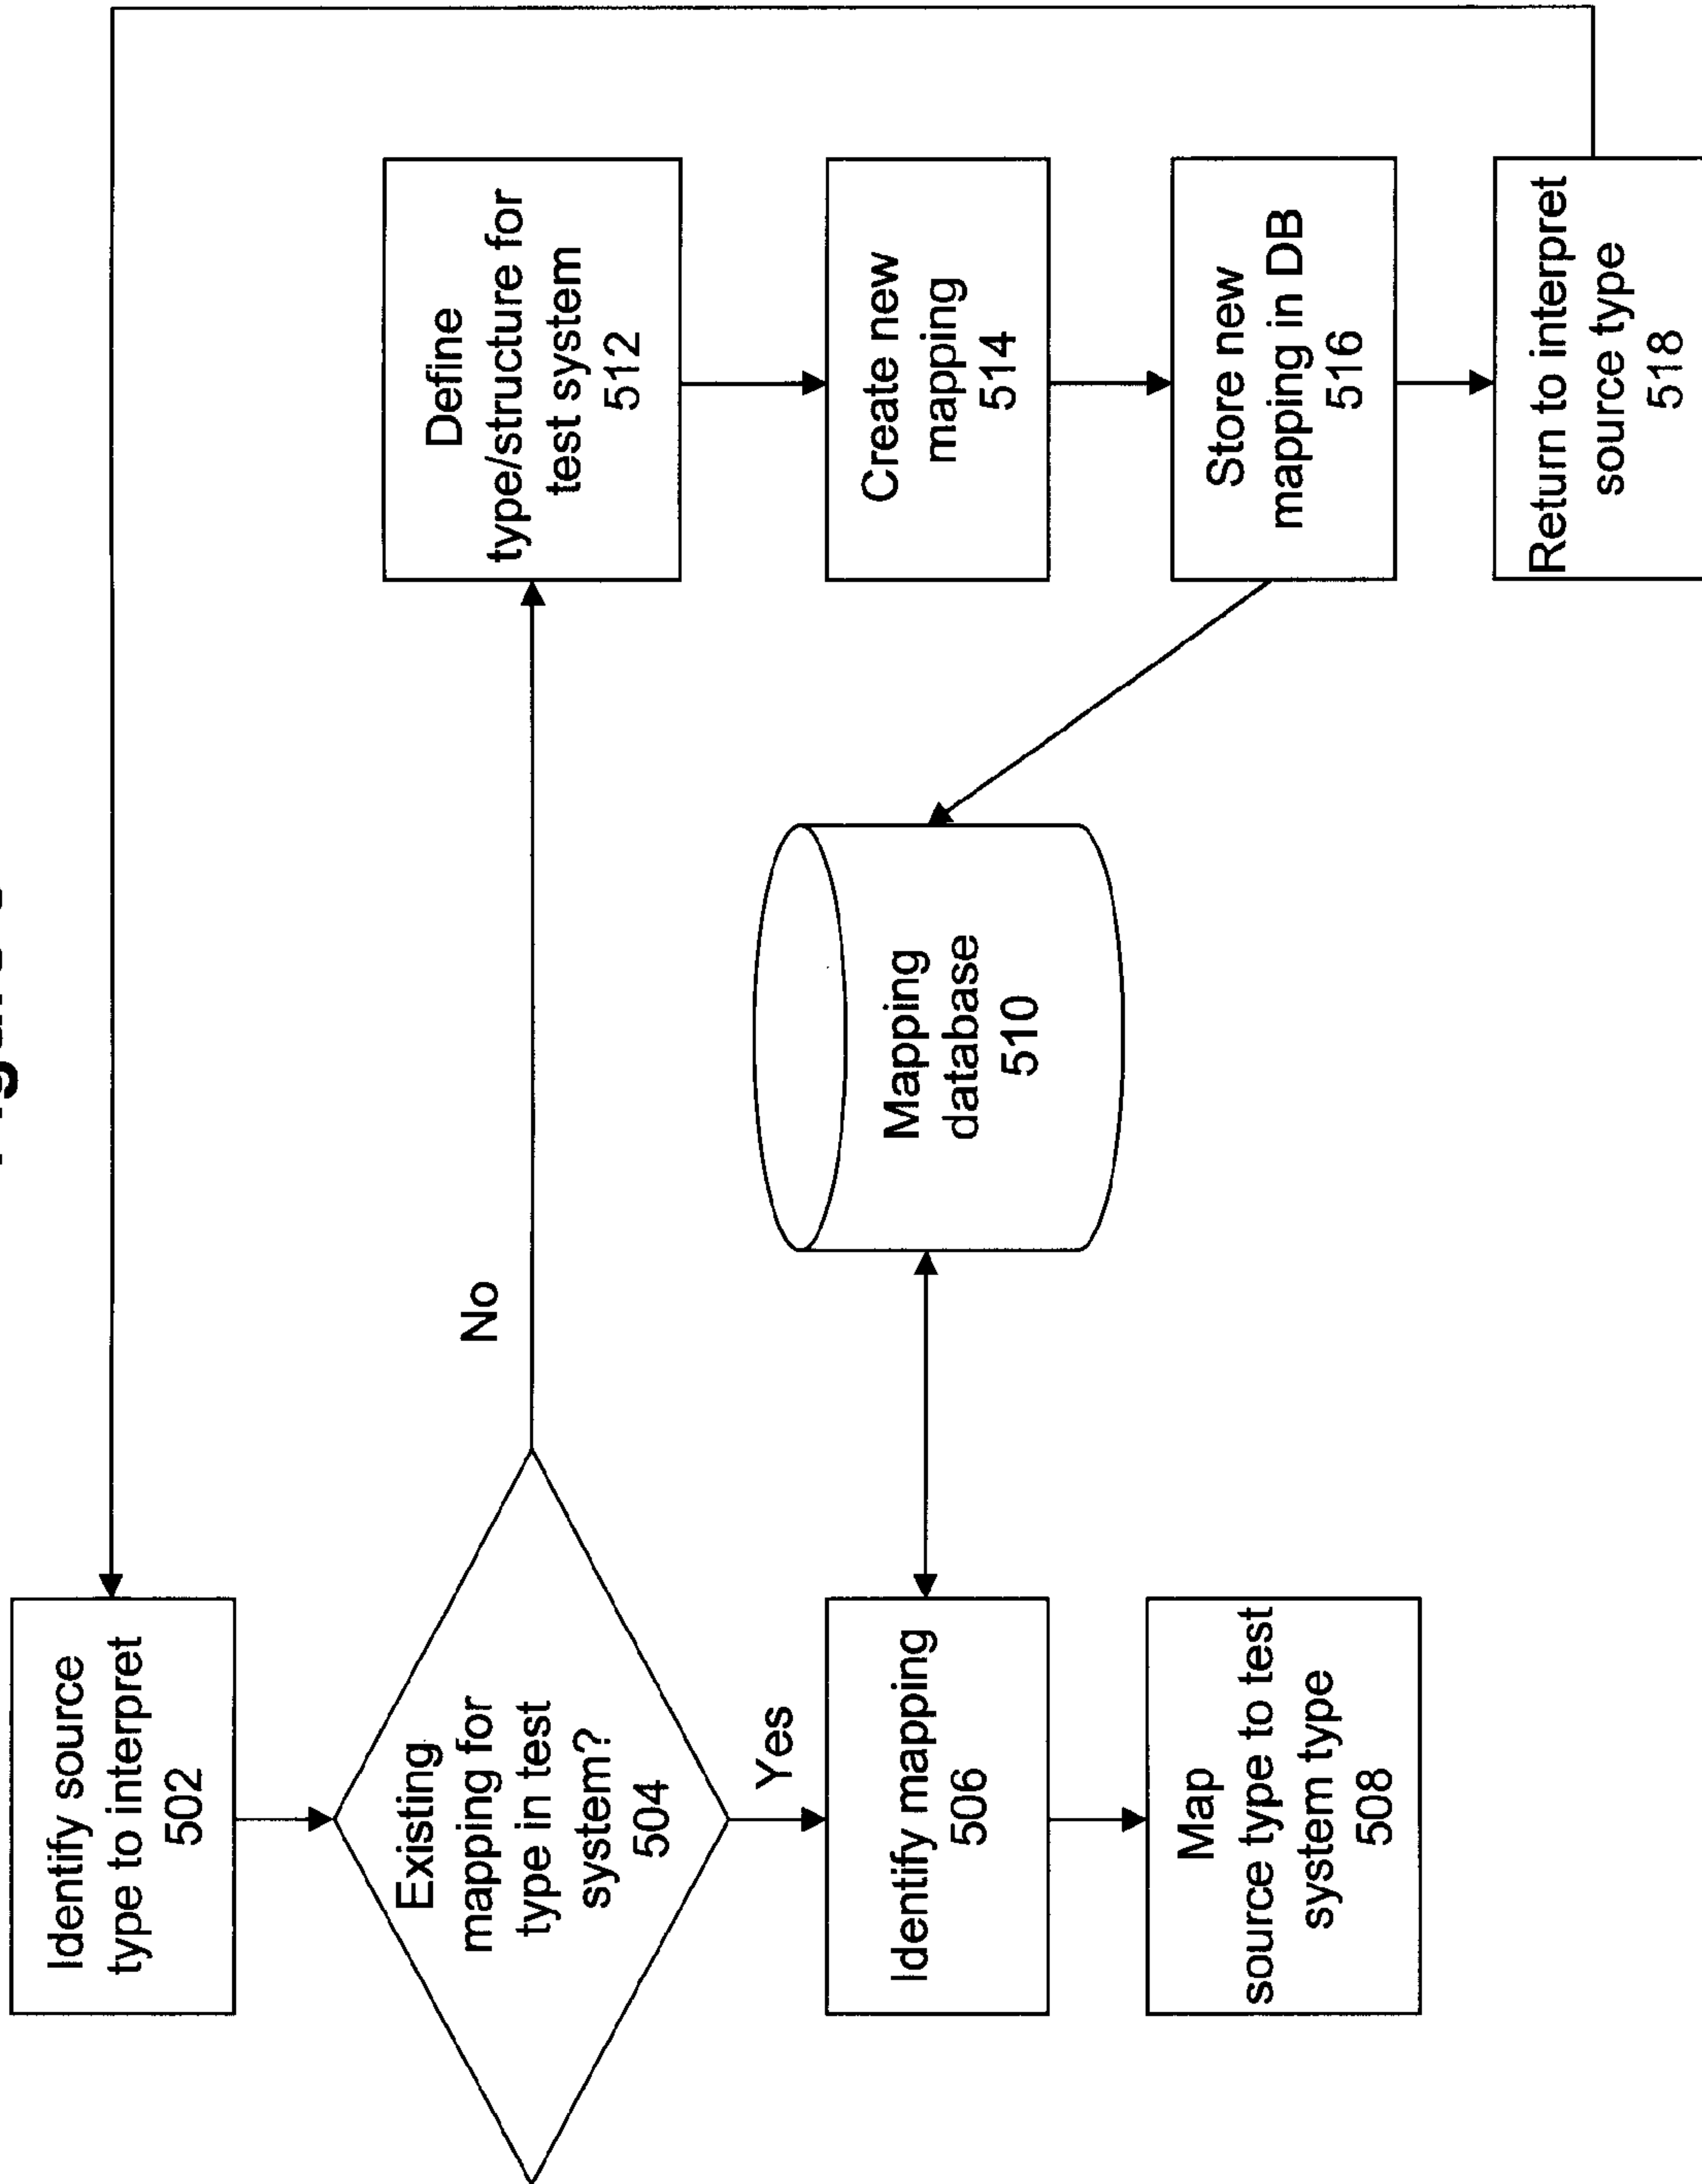 Identify source
type to interpret
502
Existing
mapping for
type in test
system?
504
No
Yes
Identify mapping
506
Map
source type to test
system type
508
Mapping
database
510
Define
type/structure for
test system
512
Create new
mapping
514
Store new
mapping in DB
516
Return to interpret
source type
518